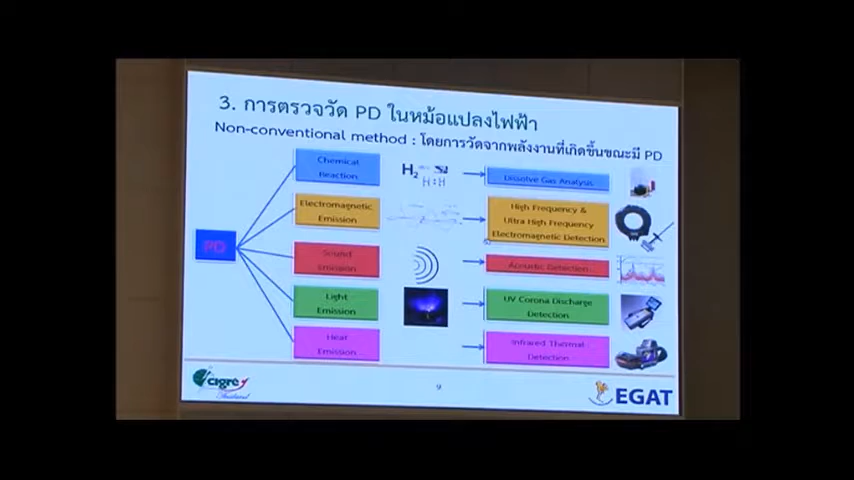 3. การตรวจวัด PD ในหม้อแปลงไฟฟ้า
Non-conventional method : โดยการวัดจากพลังงานที่เกิดขึ้นขณะมี PD
PD
Chemical
Reaction
H2
H : H
Dissolve Gas Analysis
Electromagnetic
Emission
High Frequency &
Ultra High Frequency
Electromagnetic Detection
Sound
Emission
Acoustic Detection
Light
Emission
UV Corona Discharge
Detection
Heat
Emission
Infrared Thermal
Detection
cigre
Thailand
9
EGAT